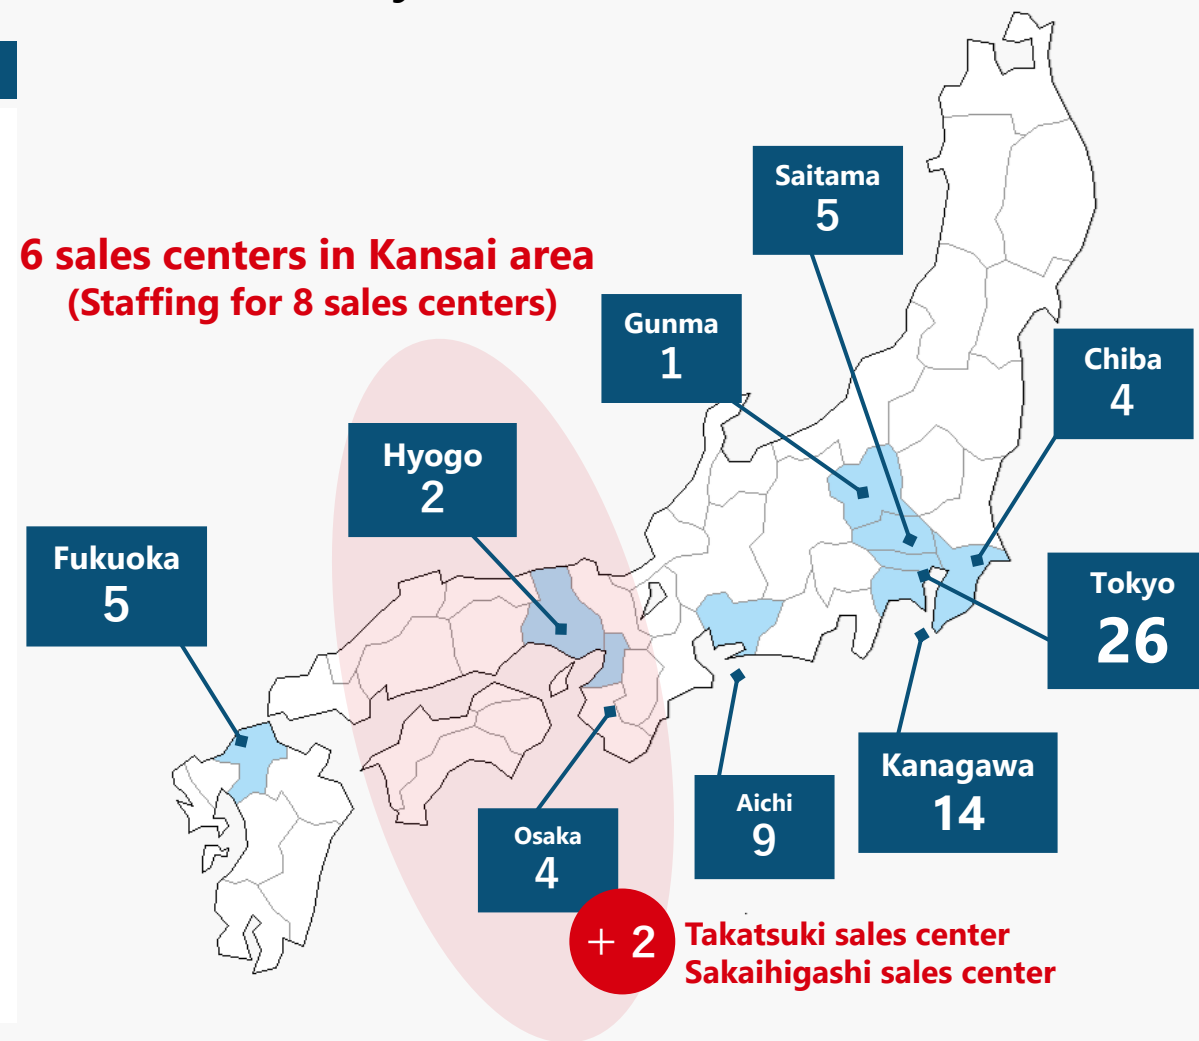 6 sales centers in Kansai area
(Staffing for 8 sales centers)
Saitama
5
Gunma
1
Chiba
4
Hyogo
2
Fukuoka
5
Tokyo
26
Kanagawa
14
Aichi
9
Osaka
4
+ 2
Takatsuki sales center
Sakaihigashi sales center